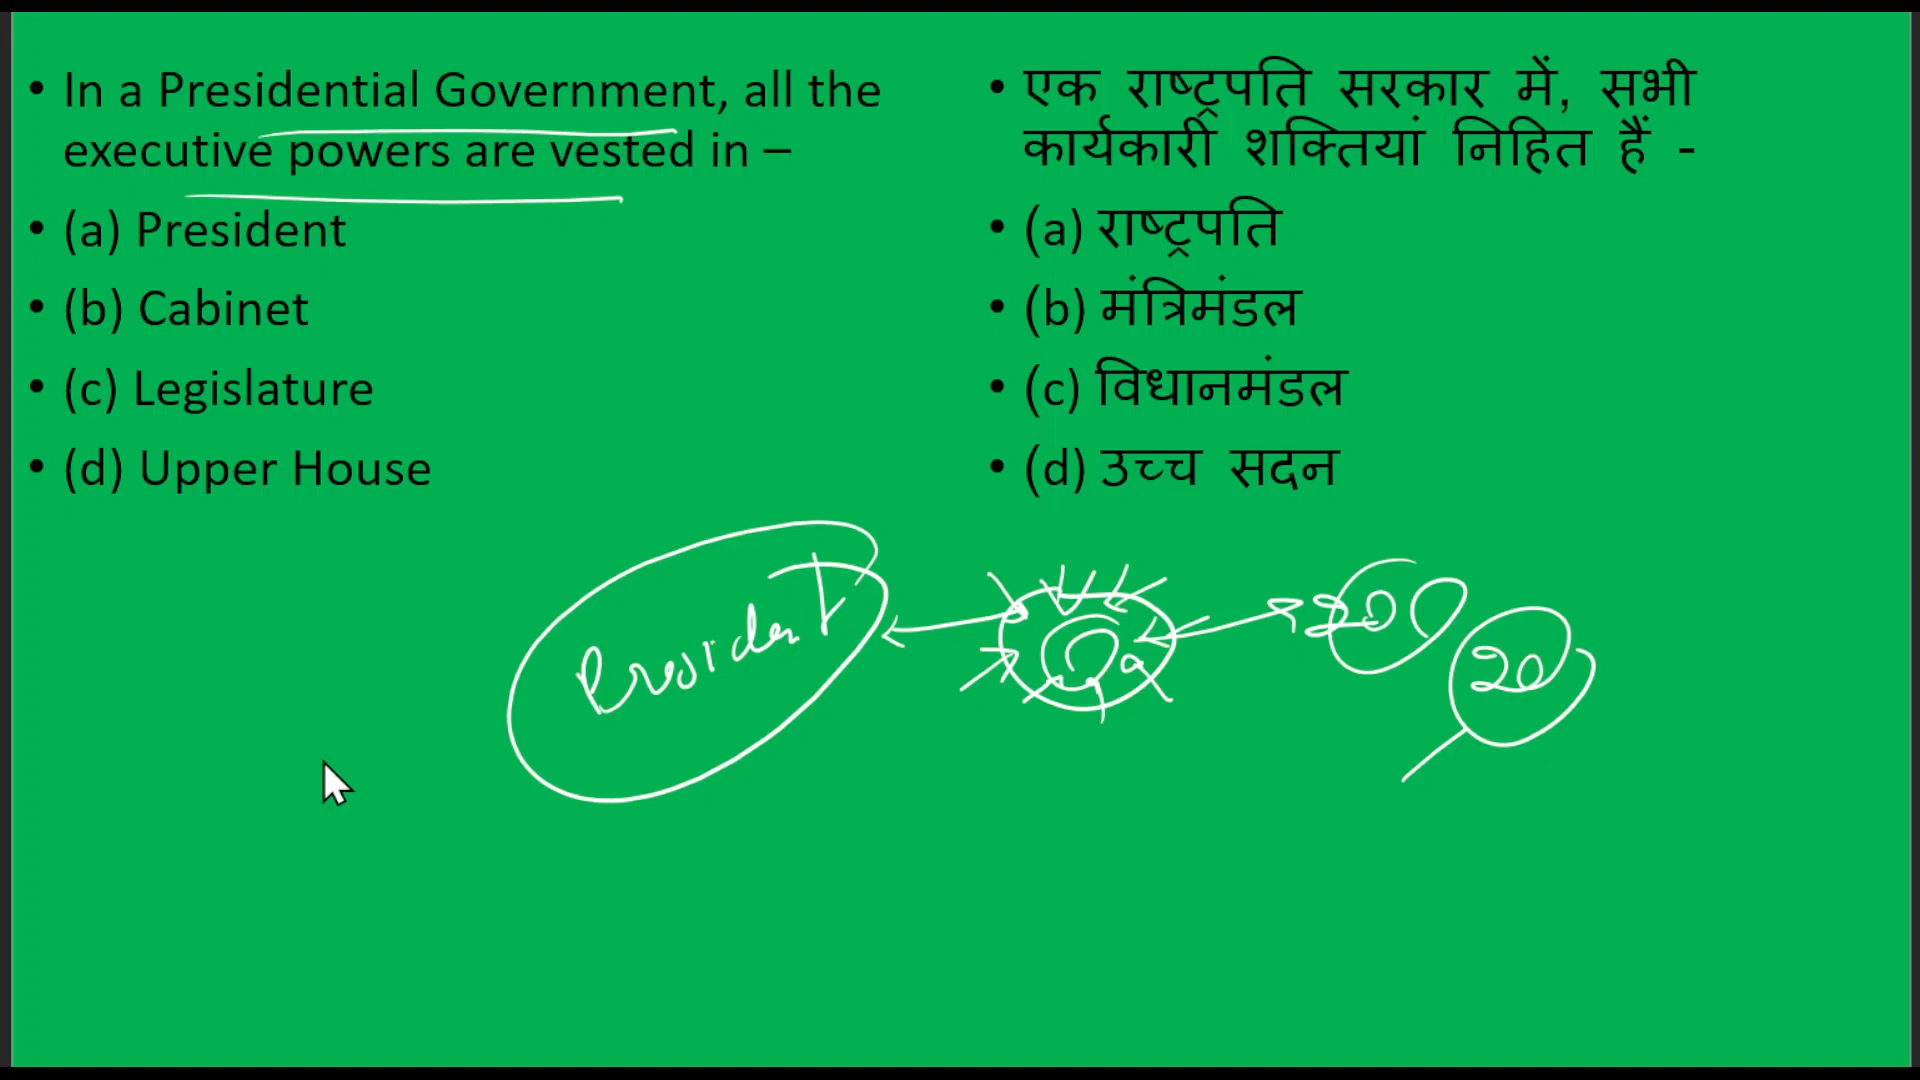 • In a Presidential Government, all the
executive powers are vested in –
• (a) President
• (b) Cabinet
• (c) Legislature
• (d) Upper House
• एक राष्ट्रपति सरकार में, सभी
कार्यकारी शक्तियां निहित हैं -
• (a) राष्ट्रपति
• (b) मंत्रिमंडल
• (c) विधानमंडल
• (d) उच्च सदन
President
20